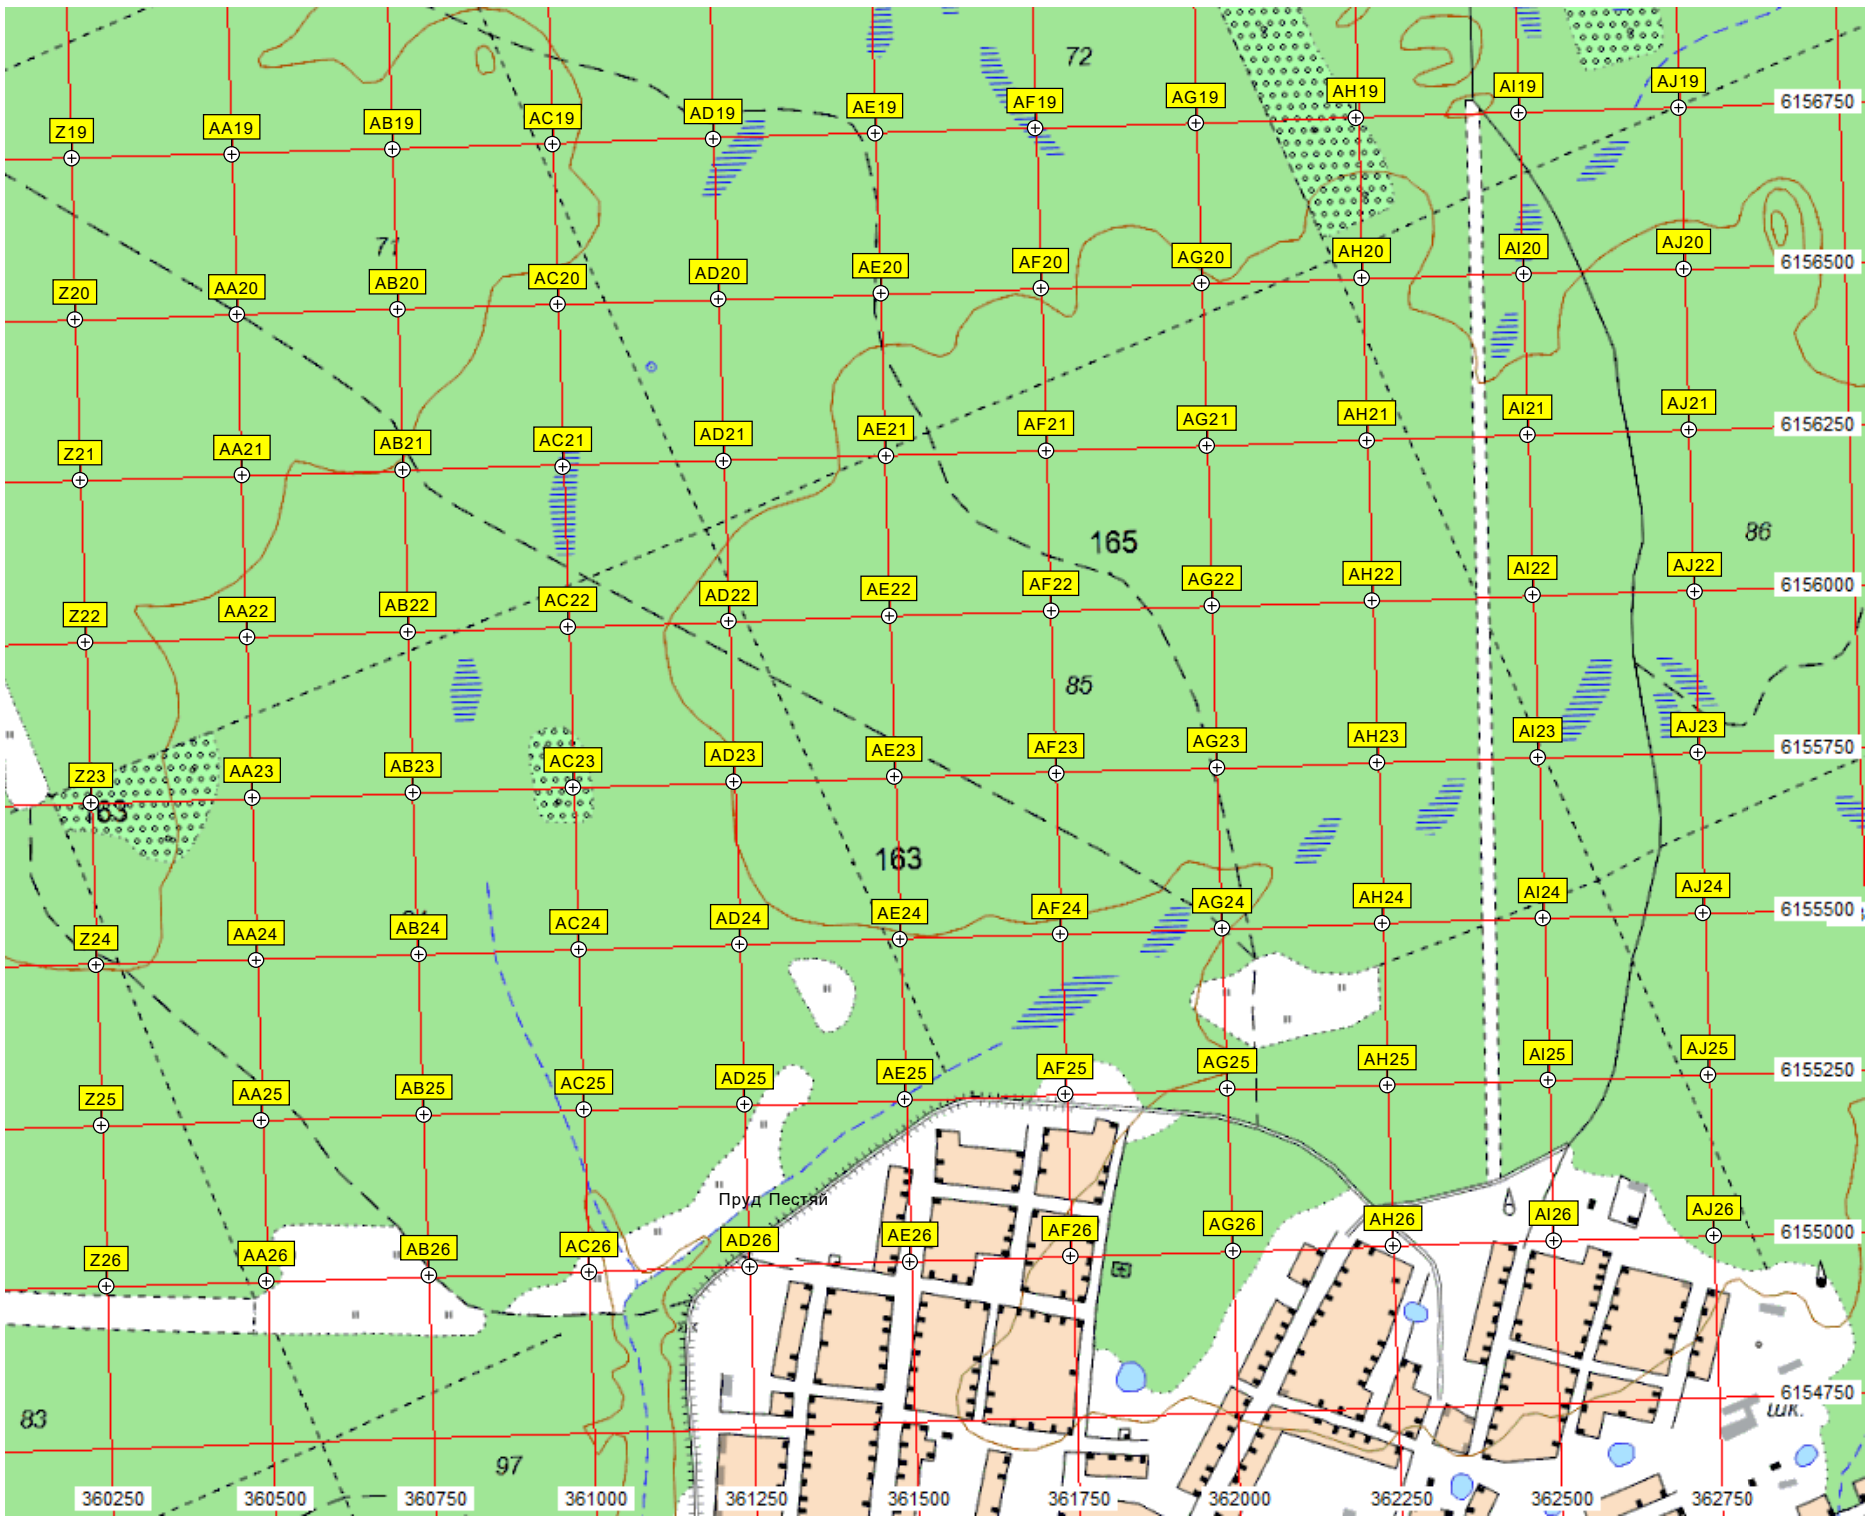 72
Z19 AA19 AB19 AC19 AD19 AE19 AF19 AG19 AH19 AI19 AJ19 6156750
71
Z20 AA20 AB20 AC20 AD20 AE20 AF20 AG20 AH20 AI20 AJ20 6156500
Z21 AA21 AB21 AC21 AD21 AE21 AF21 AG21 AH21 AI21 AJ21 6156250
165
86
Z22 AA22 AB22 AC22 AD22 AE22 AF22 AG22 AH22 AI22 AJ22 6156000
85
Z23 AA23 AB23 AC23 AD23 AE23 AF23 AG23 AH23 AI23 AJ23 6155750
163
163
Z24 AA24 AB24 AC24 AD24 AE24 AF24 AG24 AH24 AI24 AJ24 6155500
Z25 AA25 AB25 AC25 AD25 AE25 AF25 AG25 AH25 AI25 AJ25 6155250
Пруд Пестяй
Z26 AA26 AB26 AC26 AD26 AE26 AF26 AG26 AH26 AI26 AJ26 6155000
6154750
83
шк.
97
360250 360500 360750 361000 361250 361500 361750 362000 362250 362500 362750